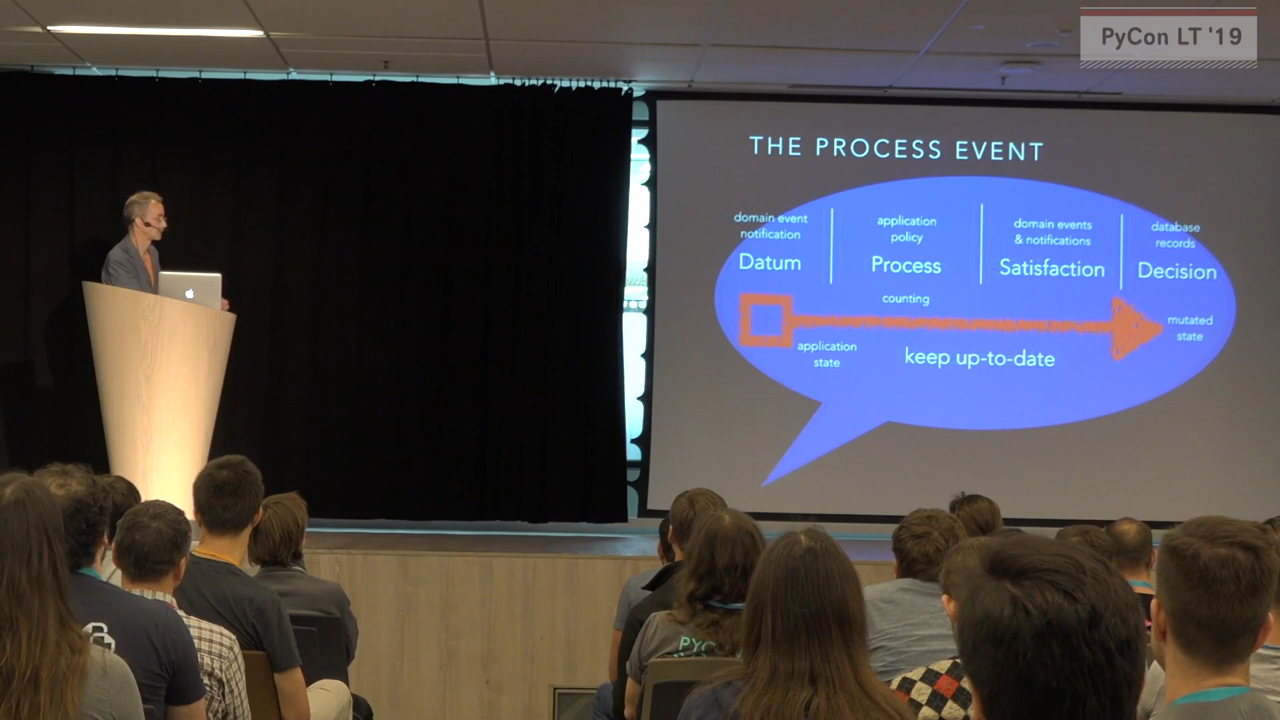 PyCon LT '19
THE PROCESS EVENT
domain event
notification
Datum
application
policy
Process
domain events
& notifications
Satisfaction
database
records
Decision
counting
application
state
keep up-to-date
mutated
state